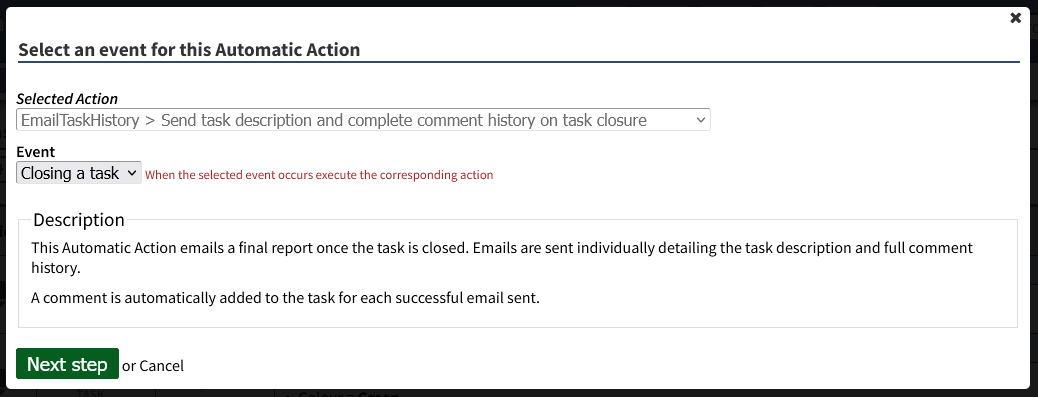 ✖
Select an event for this Automatic Action
Selected Action
EmailTaskHistory > Send task description and complete comment history on task closure
Event
Closing a task When the selected event occurs execute the corresponding action
Description
This Automatic Action emails a final report once the task is closed. Emails are sent individually detailing the task description and full comment
history.
A comment is automatically added to the task for each successful email sent.
Next step or Cancel